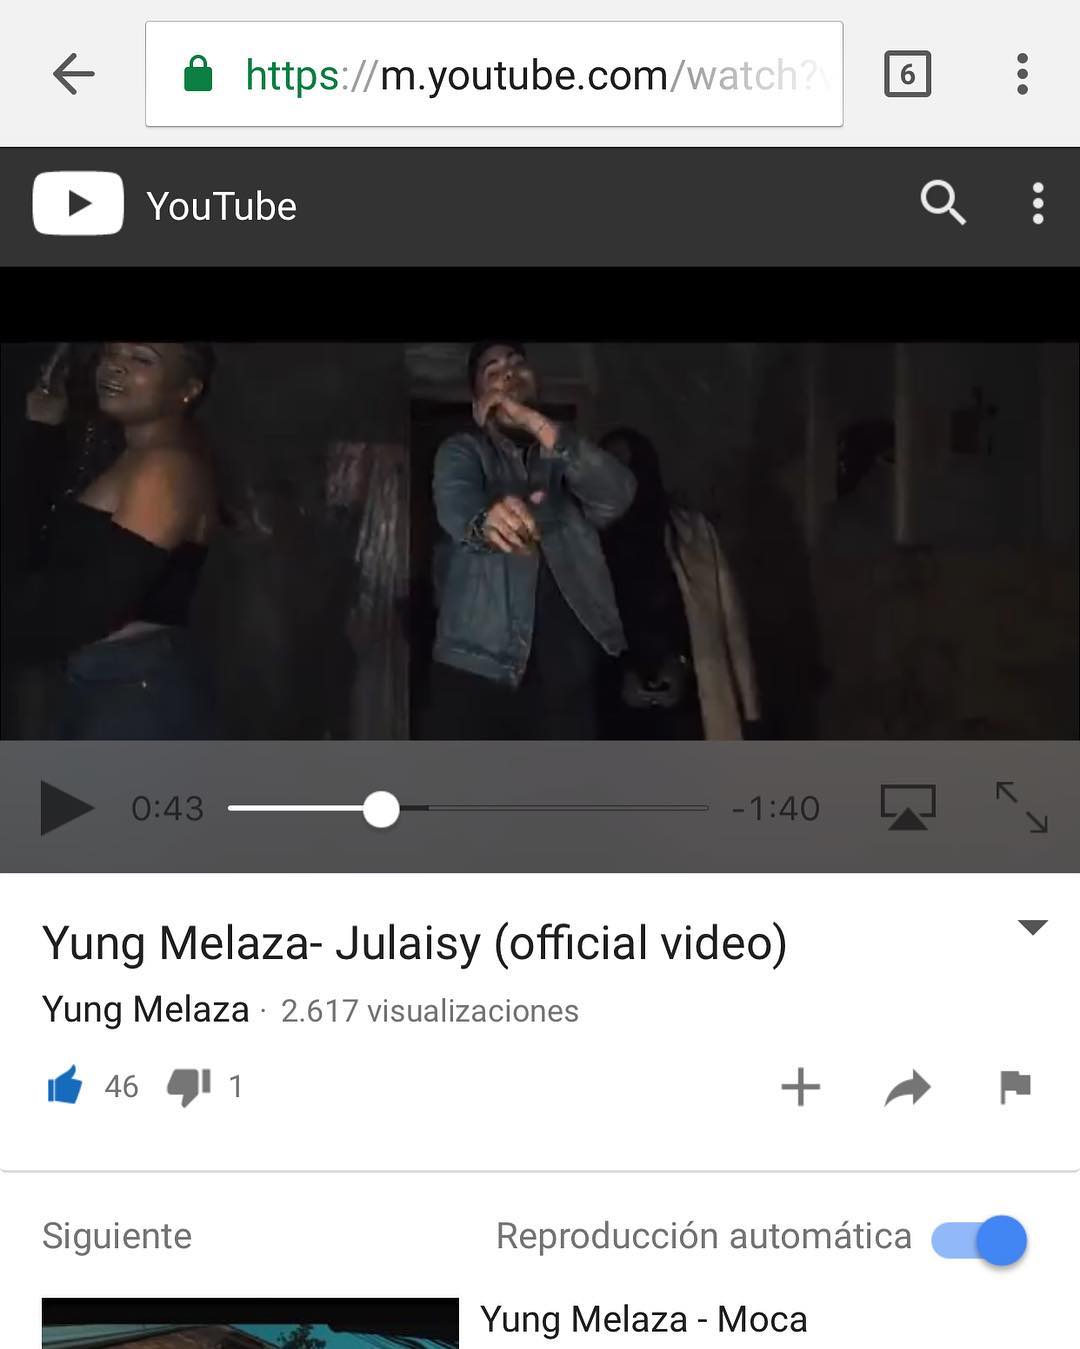 https://m.youtube.com/watch?
6
YouTube
0:43
-1:40
Yung Melaza- Julaisy (official video)
Yung Melaza · 2.617 visualizaciones
46
1
Siguiente
Reproducción automática
Yung Melaza - Moca